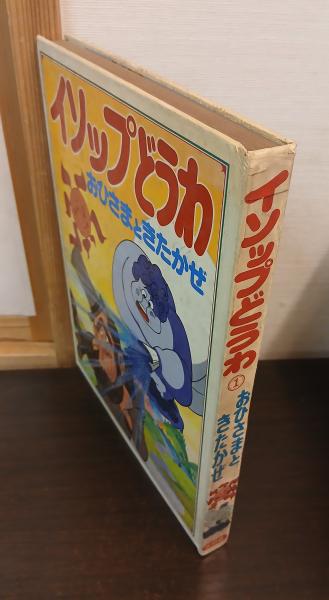 イソップどうわ
おひさまときたかぜ
イソップどうわ
1
おひさまと
きたかぜ